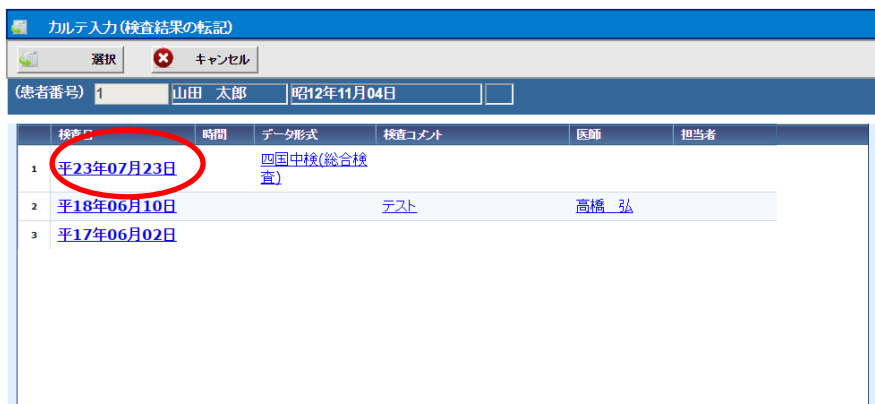 カルテ入力(検査結果の転記)
選択 キャンセル
(患者番号) 1 山田 太郎 昭12年11月04日
検査日 時間 データ形式 検査コメント 医師 担当者
1 平23年07月23日 四国中検(総合検
査)
2 平18年06月10日 テスト 高橋 弘
3 平17年06月02日